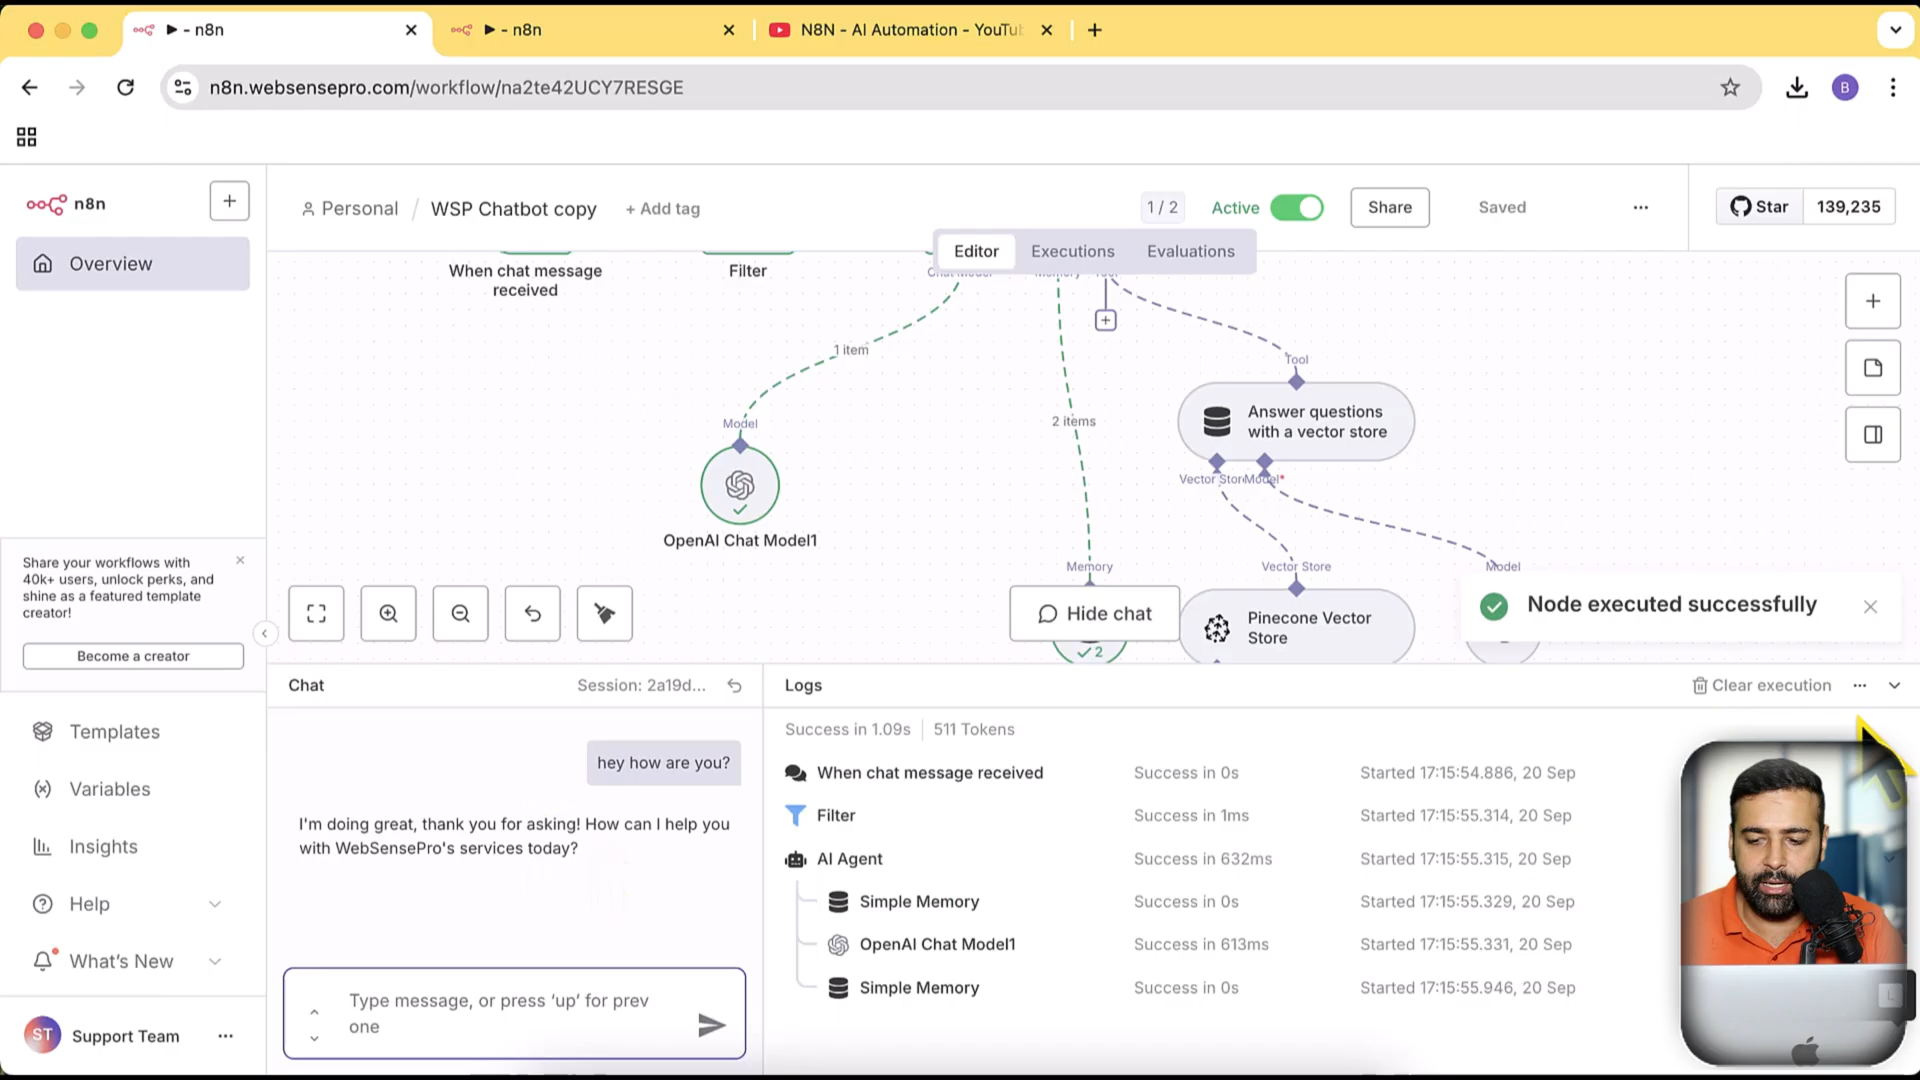 - n8n
- n8n
N8N - AI Automation - YouTu
n8n.websensepro.com/workflow/na2te42UCY7RESGE
B
n8n
Personal / WSP Chatbot copy
+ Add tag
1 / 2
Active
Share
Saved
Star
139,235
Overview
Editor
Executions
Evaluations
When chat message
received
Filter
Chat Model
Memory
Tool
1 item
2 items
Tool
Answer questions
with a vector store
Model
Vector Stor
Model*
OpenAI Chat Model1
Memory
Vector Store
Model
Share your workflows with
40k+ users, unlock perks, and
shine as a featured template
creator!
Become a creator
Hide chat
Pinecone Vector
Store
2
Node executed successfully
Chat
Session: 2a19d...
Logs
Clear execution
Templates
Variables
Insights
Help
What's New
ST
Support Team
hey how are you?
I'm doing great, thank you for asking! How can I help you
with WebSensePro's services today?
Type message, or press ‘up’ for prev
one
Success in 1.09s
511 Tokens
When chat message received Success in 0s Started 17:15:54.886, 20 Sep
Filter Success in 1ms Started 17:15:55.314, 20 Sep
AI Agent Success in 632ms Started 17:15:55.315, 20 Sep
Simple Memory Success in 0s Started 17:15:55.329, 20 Sep
OpenAI Chat Model1 Success in 613ms Started 17:15:55.331, 20 Sep
Simple Memory Success in 0s Started 17:15:55.946, 20 Sep
L